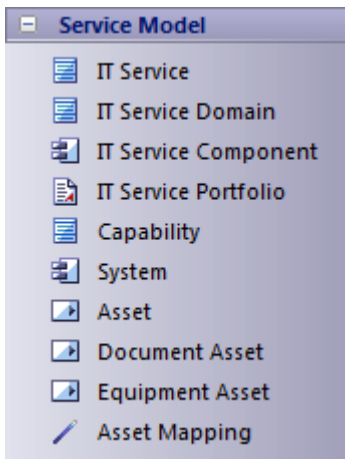 Service Model
IT Service
IT Service Domain
IT Service Component
IT Service Portfolio
Capability
System
Asset
Document Asset
Equipment Asset
Asset Mapping